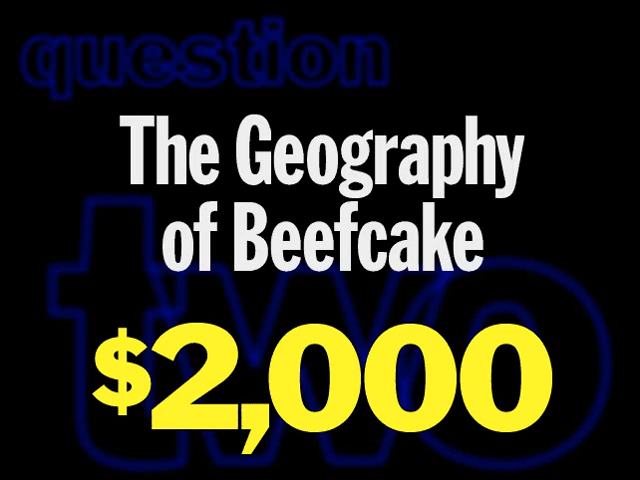 question
The Geography
of Beefcake
two
$2,000